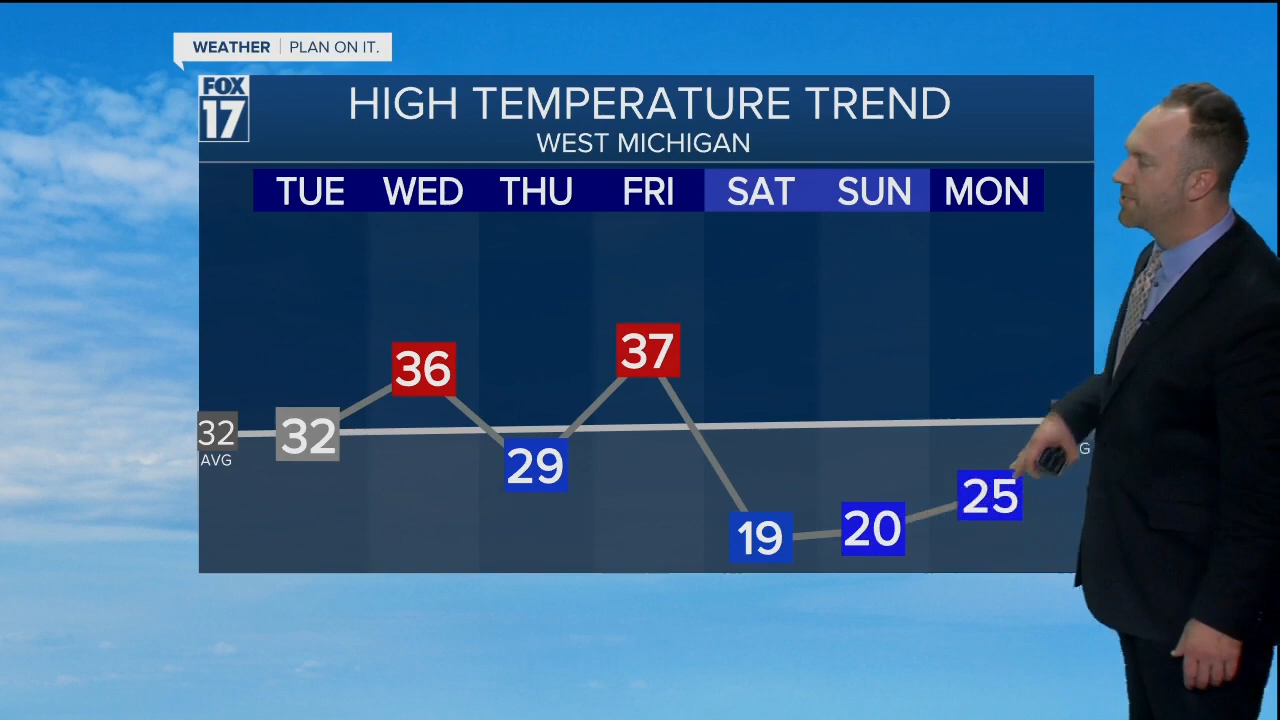 WEATHER | PLAN ON IT.
FOX
17
HIGH TEMPERATURE TREND
WEST MICHIGAN
TUE WED THU FRI SAT SUN MON
32
AVG
32
36
29
37
19
20
25
G